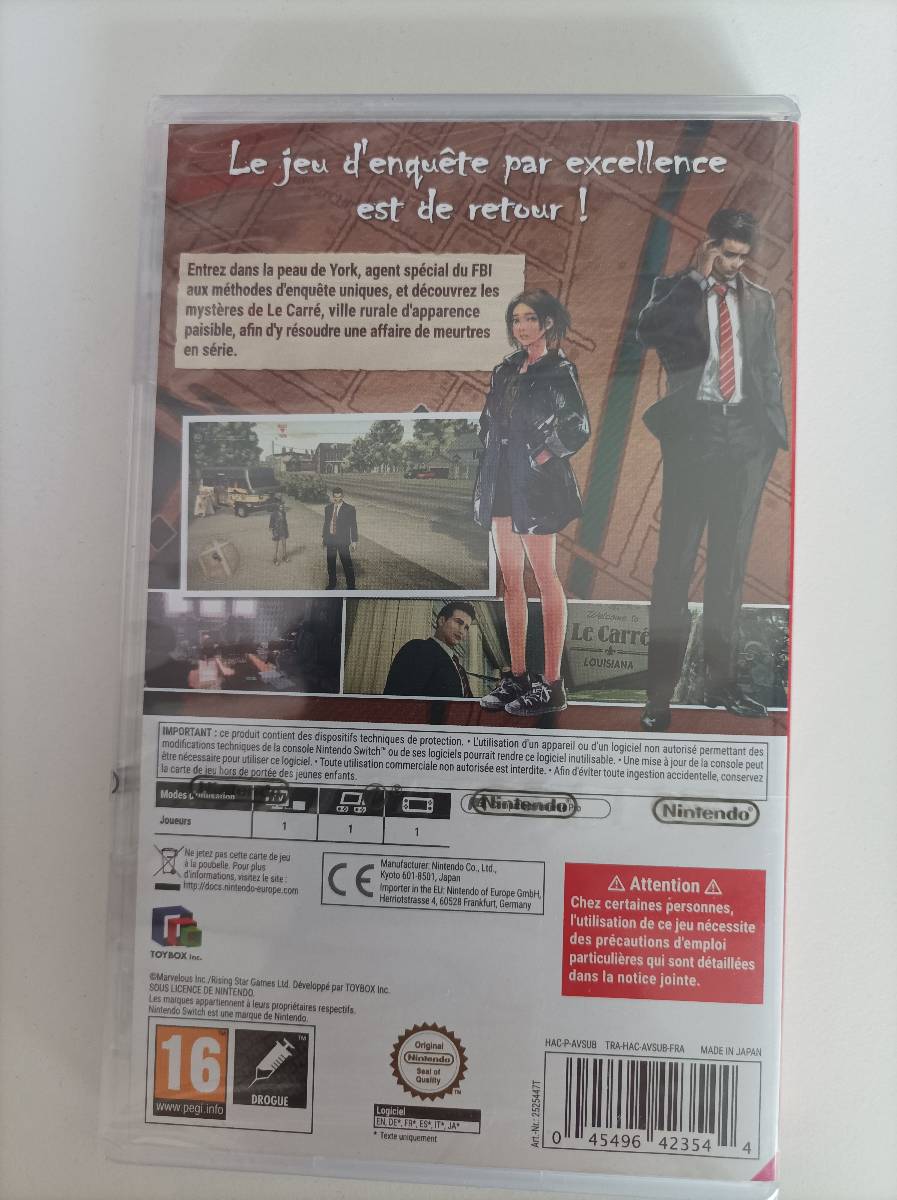 Le jeu d'enquête par excellence
est de retour !
Entrez dans la peau de York, agent spécial du FBI
aux méthodes d'enquête uniques, et découvrez les
mystères de Le Carré, ville rurale d'apparence
paisible, afin d'y résoudre une affaire de meurtres
en série.
Welcome to
Le Carré
LOUISIANA
IMPORTANT : ce produit contient des dispositifs techniques de protection. • L'utilisation d'un appareil ou d'un logiciel non autorisé permettant des
modifications techniques de la console Nintendo Switch™ ou de ses logiciels pourrait rendre ce logiciel inutilisable. • Une mise à jour de la console peut
être nécessaire pour utiliser ce logiciel. • Toute utilisation commerciale non autorisée est interdite. • Afin d'éviter toute ingestion accidentelle, conservez
la carte de jeu hors de portée des jeunes enfants.
Modes d'utilisation TV
Nintendo
Nintendo
Nintendo®
Joueurs 1 1 1
Ne jetez pas cette carte de jeu
à la poubelle. Pour plus
d'informations, visitez le site :
http://docs.nintendo-europe.com
CE
Manufacturer: Nintendo Co., Ltd.,
Kyoto 601-8501, Japan
Importer in the EU: Nintendo of Europe GmbH,
Herriotstrasse 4, 60528 Frankfurt, Germany
Attention
Chez certaines personnes,
l'utilisation de ce jeu nécessite
des précautions d'emploi
particulières qui sont détaillées
dans la notice jointe.
TOYBOX Inc.
©Marvelous Inc./Rising Star Games Ltd. Développé par TOYBOX Inc.
SOUS LICENCE DE NINTENDO.
Les marques appartiennent à leurs propriétaires respectifs.
Nintendo Switch est une marque de Nintendo.
16
www.pegi.info
DROGUE
™
Original
Nintendo
Seal of
Quality
™
Logiciel
EN, DE*, FR*, ES*, IT*, JA*
* Texte uniquement
HAC-P-AVSUB TRA-HAC-AVSUB-FRA MADE IN JAPAN
Art.-Nr.: 2525447T
0 45496 42354 4